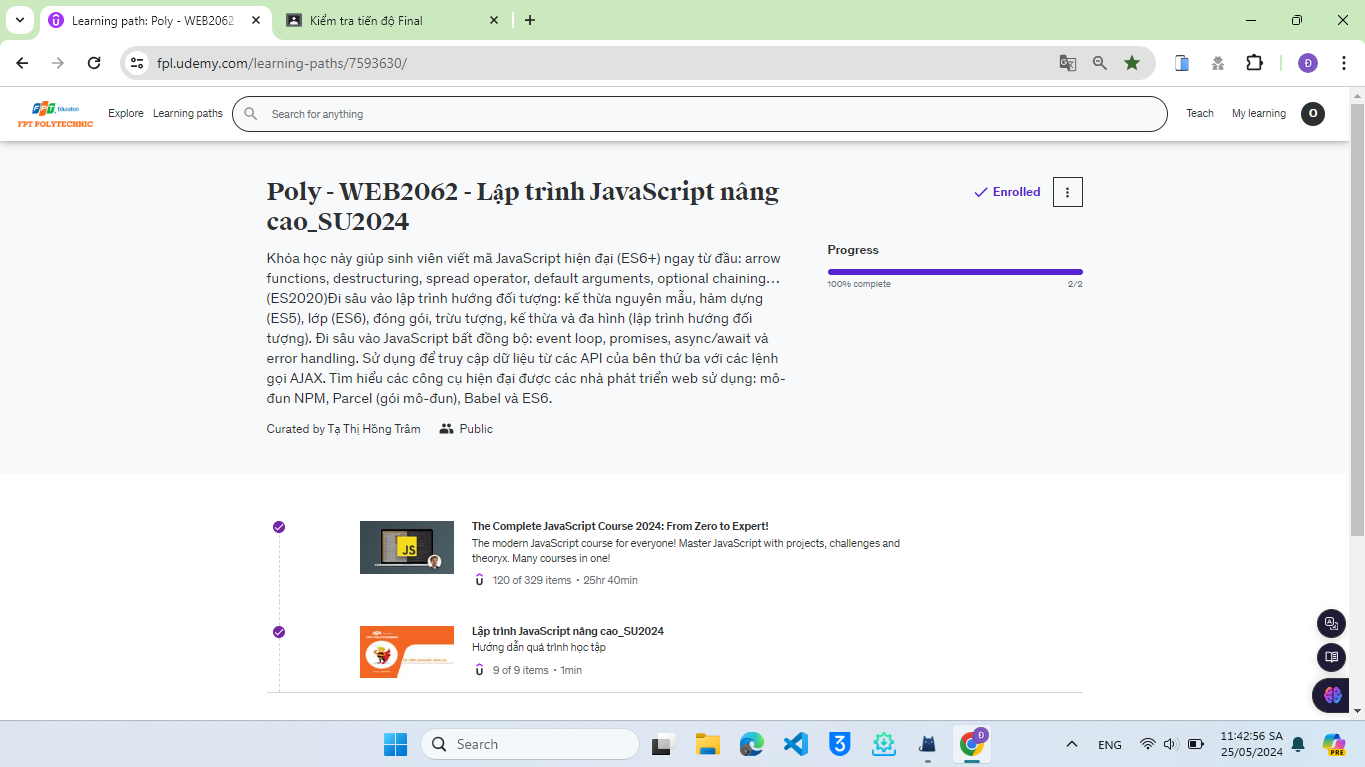 Learning path: Poly - WEB2062
Kiểm tra tiến độ Final
fpl.udemy.com/learning-paths/7593630/
Đ
FPT Education
FPT POLYTECHNIC
Explore
Learning paths
Search for anything
Teach
My learning
O
Poly - WEB2062 - Lập trình JavaScript nâng
cao_SU2024
Enrolled
Khóa học này giúp sinh viên viết mã JavaScript hiện đại (ES6+) ngay từ đầu: arrow
functions, destructuring, spread operator, default arguments, optional chaining…
(ES2020)Đi sâu vào lập trình hướng đối tượng: kế thừa nguyên mẫu, hàm dựng
(ES5), lớp (ES6), đóng gói, trừu tượng, kế thừa và đa hình (lập trình hướng đối
tượng). Đi sâu vào JavaScript bất đồng bộ: event loop, promises, async/await và
error handling. Sử dụng để truy cập dữ liệu từ các API của bên thứ ba với các lệnh
gọi AJAX. Tìm hiểu các công cụ hiện đại được các nhà phát triển web sử dụng: mô-
đun NPM, Parcel (gói mô-đun), Babel và ES6.
Progress
100% complete
2/2
Curated by Tạ Thị Hồng Trâm
Public
JS
The Complete JavaScript Course 2024: From Zero to Expert!
The modern JavaScript course for everyone! Master JavaScript with projects, challenges and
theoryx. Many courses in one!
120 of 329 items • 25hr 40min
FPT POLYTECHNIC
Lập trình JavaScript nâng cao_SU2024
Hướng dẫn quá trình học tập
9 of 9 items • 1min
Search
3
Đ
ENG
11:42:56 SA
25/05/2024
PRE